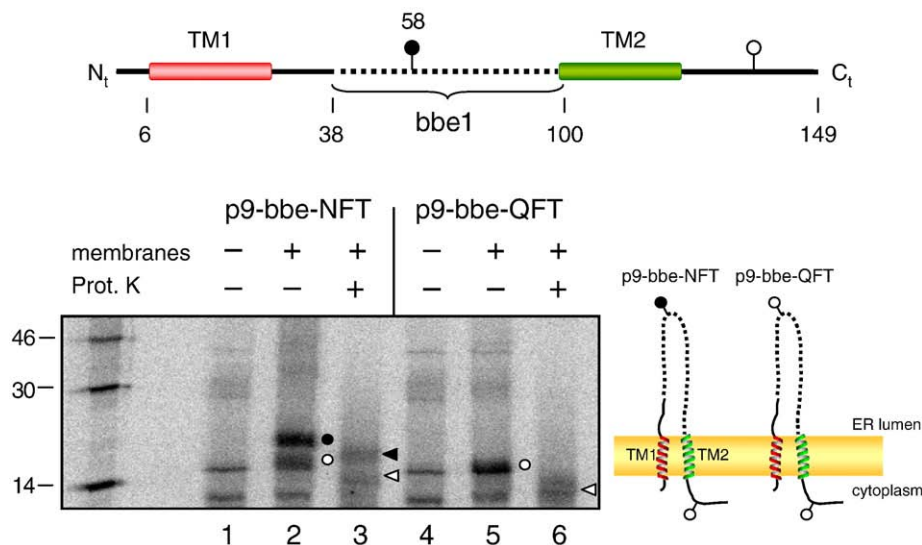 58
TM1 TM2
Nt Ct
bbe1
6 38 100 149
p9-bbe-NFT p9-bbe-QFT
membranes − + + − + +
Prot. K − − + − − +
46
30
14
1 2 3 4 5 6
p9-bbe-NFT p9-bbe-QFT
ER lumen
TM1 TM2
cytoplasm